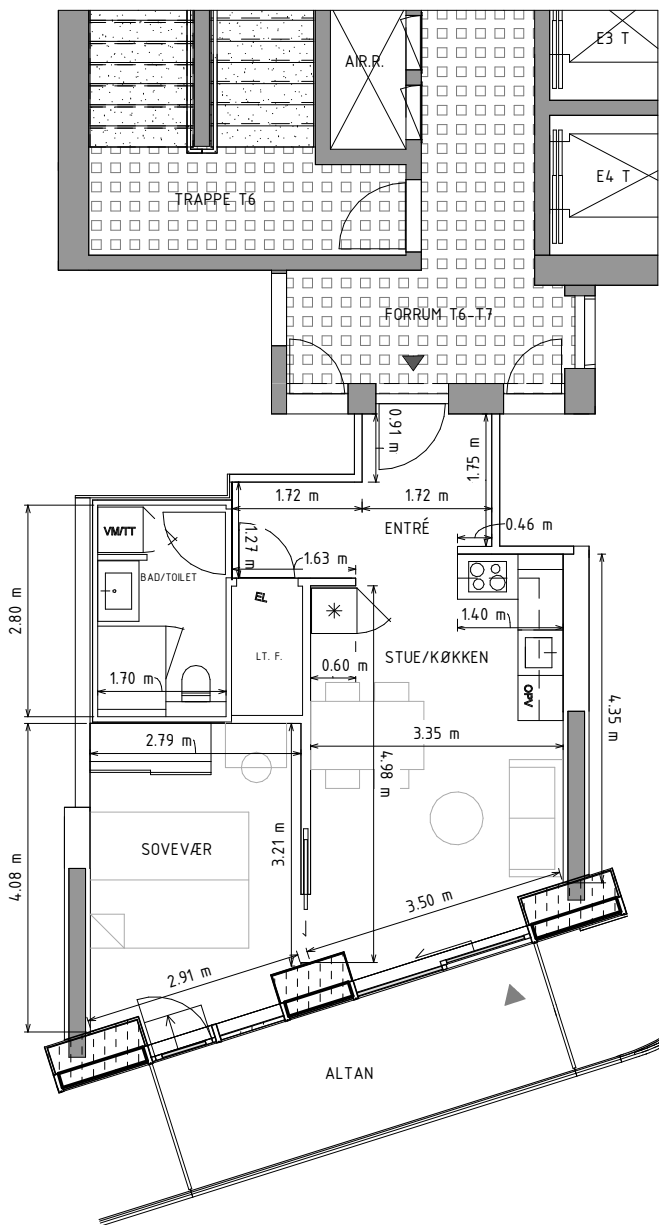 E3 T
AIR.R.
E4 T
TRAPPE T6
FORRUM T6-T7
0.91 m
1.75 m
1.72 m
1.72 m
ENTRÉ
0.46 m
VM/TT
1.27 m
1.63 m
BAD/TOILET
2.80 m
1.40 m
LT. F.
STUE/KØKKEN
0.60 m
1.70 m
OPV
4.35 m
2.79 m
3.35 m
4.98 m
SOVEVÆR
3.21 m
4.08 m
3.50 m
2.91 m
ALTAN